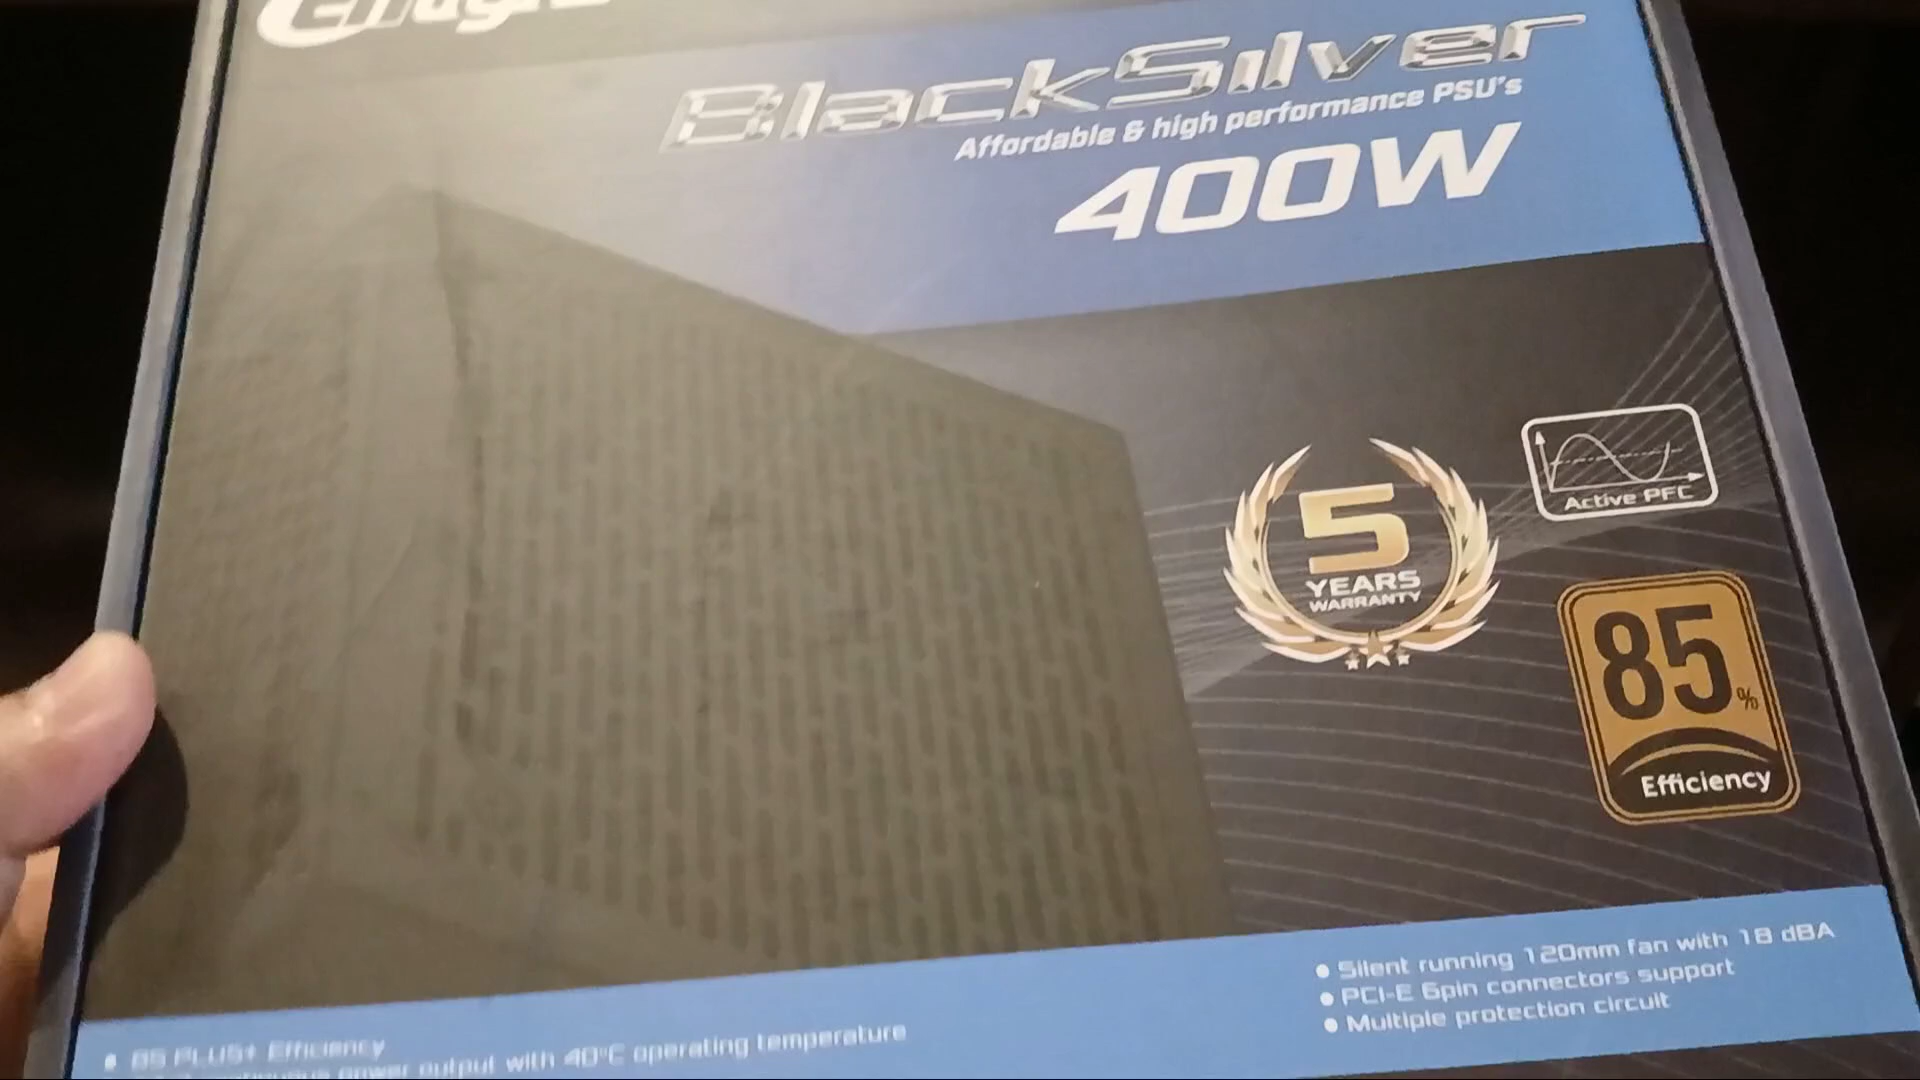 BlackSilver
Affordable & high performance PSU's
400W
Active PFC
5
YEARS
WARRANTY
85%
Efficiency
• Silent running 120mm fan with 18 dBA
• PCI-E 6pin connectors support
• Multiple protection circuit
• 85 PLUS+ Efficiency
continuous power output with 40°C operating temperature